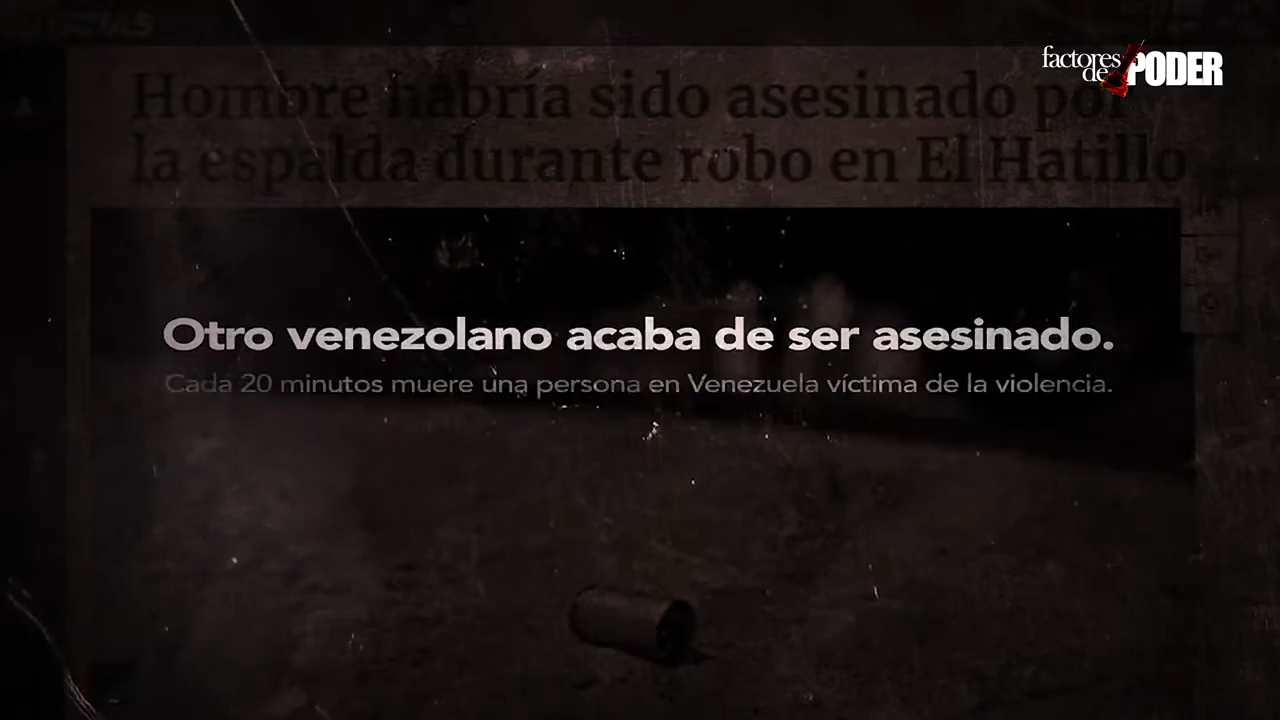 factores
de PODER
Hombre habría sido asesinado por
la espalda durante robo en El Hatillo
Otro venezolano acaba de ser asesinado.
Cada 20 minutos muere una persona en Venezuela víctima de la violencia.